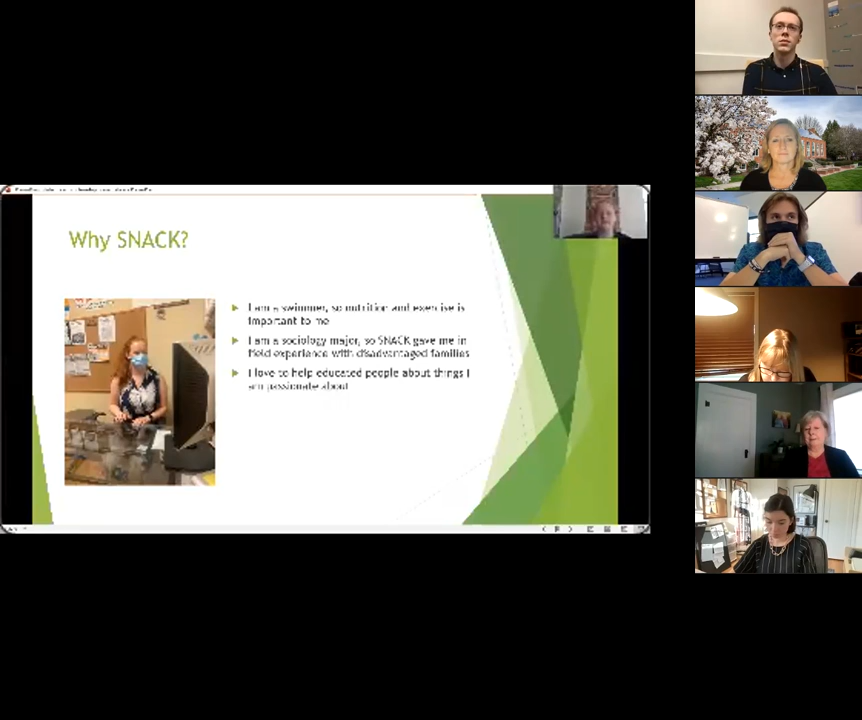 Why SNACK?
I am a swimmer, so nutrition and exercise is
important to me
I am a sociology major, so SNACK gave me in
field experience with disadvantaged families
I love to help educated people about things I
am passionate about